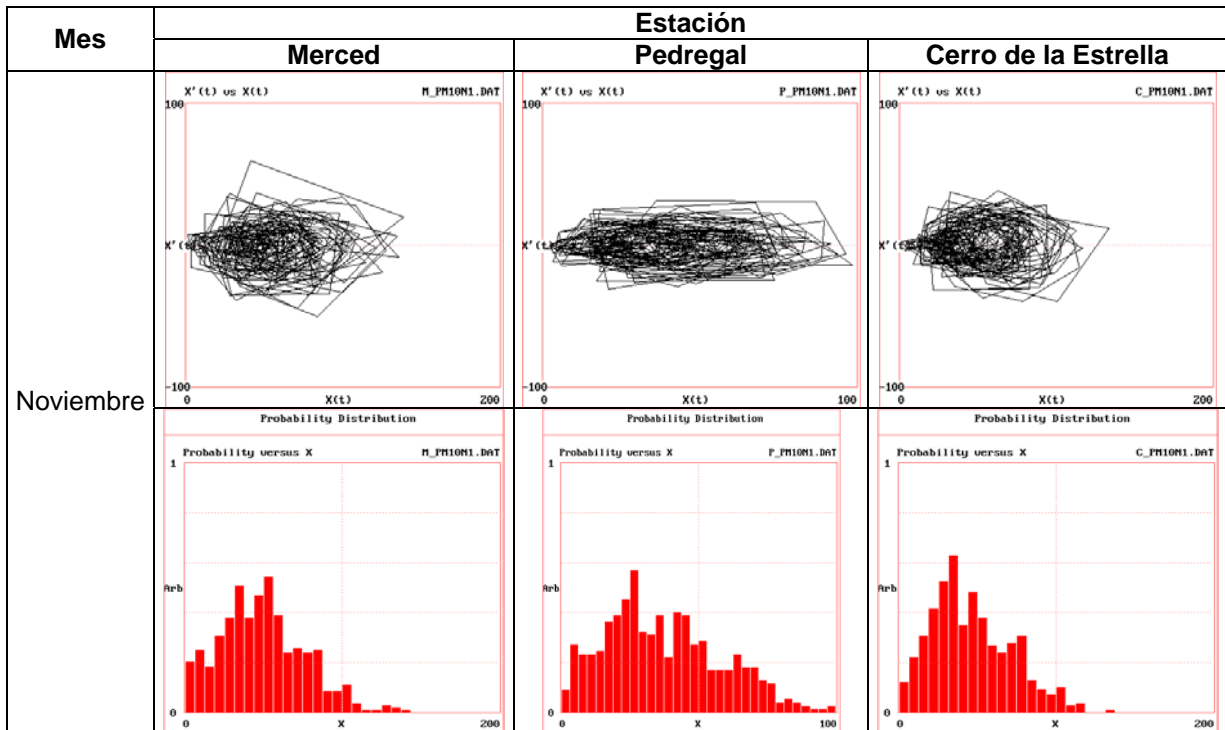 Mes
Estación
Merced
Pedregal
Cerro de la Estrella
Noviembre
X'(t) vs X(t) M_PM10N1.DAT
100
X'(t)
-100
0 X(t) 200
X'(t) vs X(t) P_PM10N1.DAT
100
X'(t)
-100
0 X(t) 100
X'(t) vs X(t) C_PM10N1.DAT
100
X'(t)
-100
0 X(t) 200
Probability Distribution
Probability versus X M_PM10N1.DAT
1
Arb
0
0 X 200
Probability Distribution
Probability versus X P_PM10N1.DAT
1
Arb
0
0 X 100
Probability Distribution
Probability versus X C_PM10N1.DAT
1
Arb
0
0 X 200